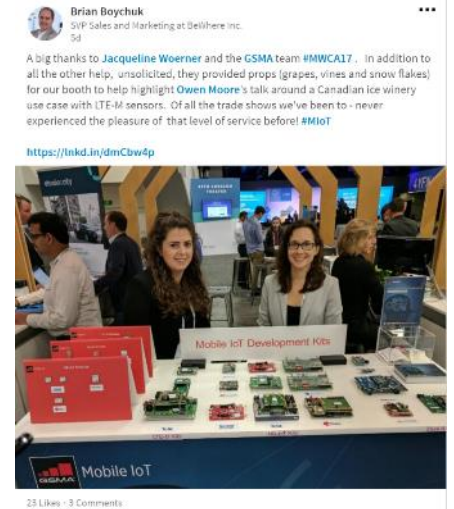 Brian Boychuk
SVP Sales and Marketing at BeWhere Inc.
5d
A big thanks to Jacqueline Woerner and the GSMA team #MWCA17 . In addition to
all the other help, unsolicited, they provided props (grapes, vines and snow flakes)
for our booth to help highlight Owen Moore's talk around a Canadian ice winery
use case with LTE-M sensors. Of all the trade shows we've been to - never
experienced the pleasure of that level of service before! #MIoT
https://lnkd.in/dmCbw4p
Mobile IoT Development Kits
GSMA
Mobile IoT
23 Likes · 3 Comments